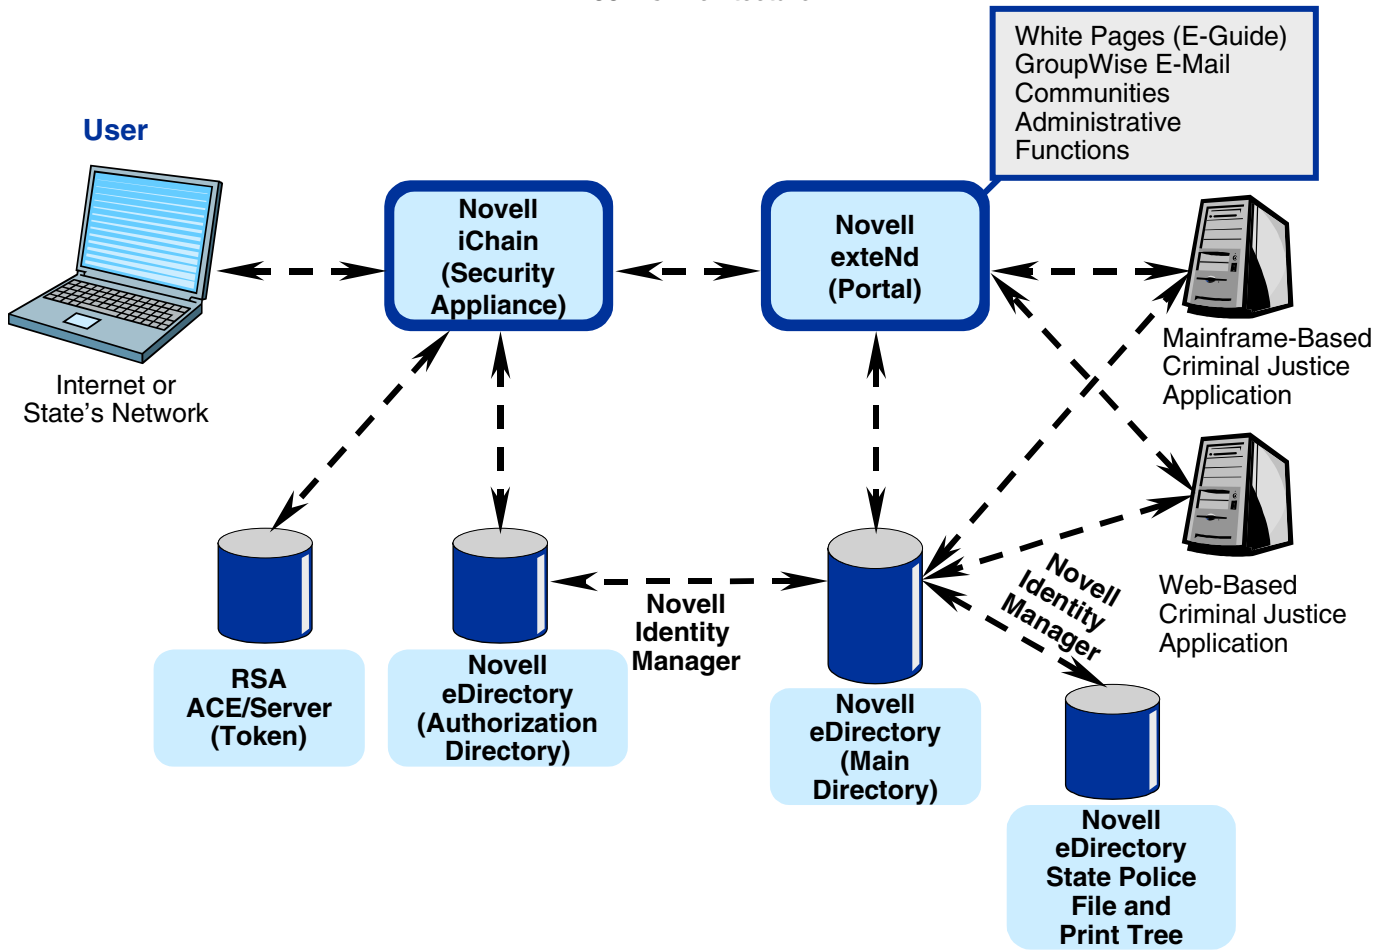 White Pages (E-Guide)
GroupWise E-Mail
Communities
Administrative
Functions
User
Novell
iChain
(Security
Appliance)
Novell
exteNd
(Portal)
Internet or
State's Network
Mainframe-Based
Criminal Justice
Application
Novell
Identity
Manager
Novell
Identity
Manager
Web-Based
Criminal Justice
Application
RSA
ACE/Server
(Token)
Novell
eDirectory
(Authorization
Directory)
Novell
eDirectory
(Main
Directory)
Novell
eDirectory
State Police
File and
Print Tree